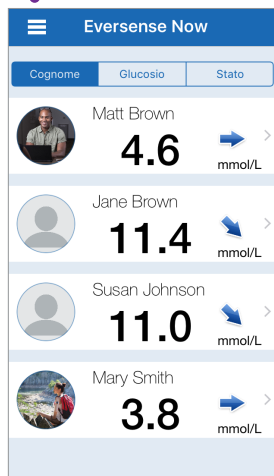 Eversense Now
Cognome Glucosio Stato
Matt Brown
4.6
mmol/L
Jane Brown
11.4
mmol/L
Susan Johnson
11.0
mmol/L
Mary Smith
3.8
mmol/L